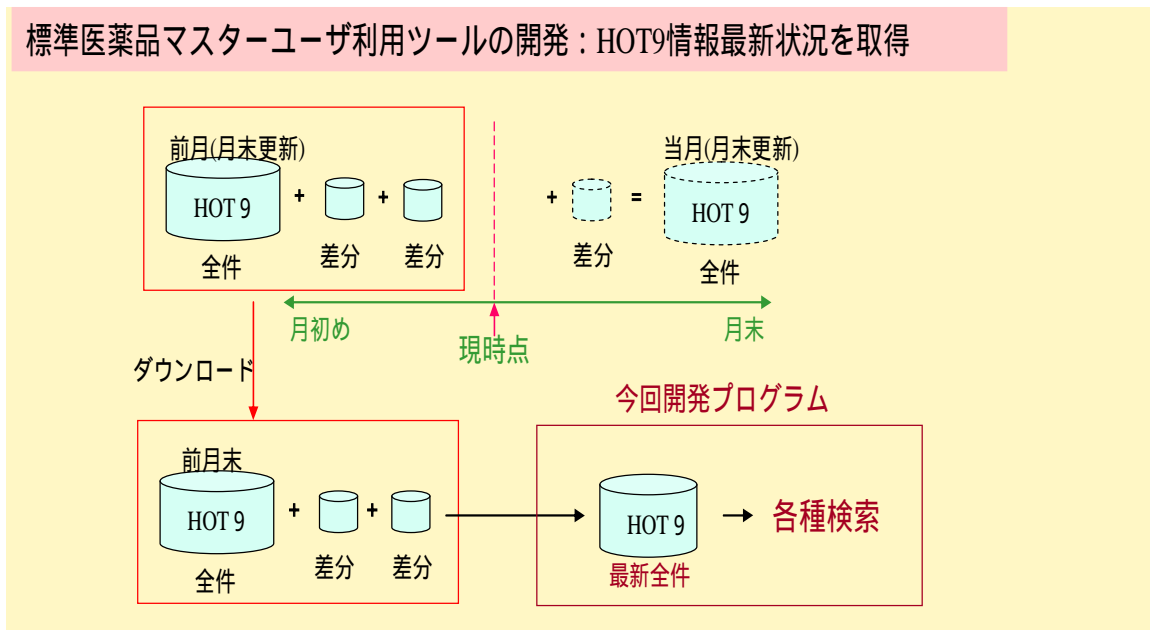 標準医薬品マスターユーザ利用ツールの開発：HOT9情報最新状況を取得
前月(月末更新)
HOT 9
+
+
差分
差分
全件
+
差分
=
当月(月末更新)
HOT 9
全件
月初め
現時点
月末
ダウンロード
今回開発プログラム
前月末
HOT 9
+
+
差分
差分
全件
HOT 9
最新全件
各種検索